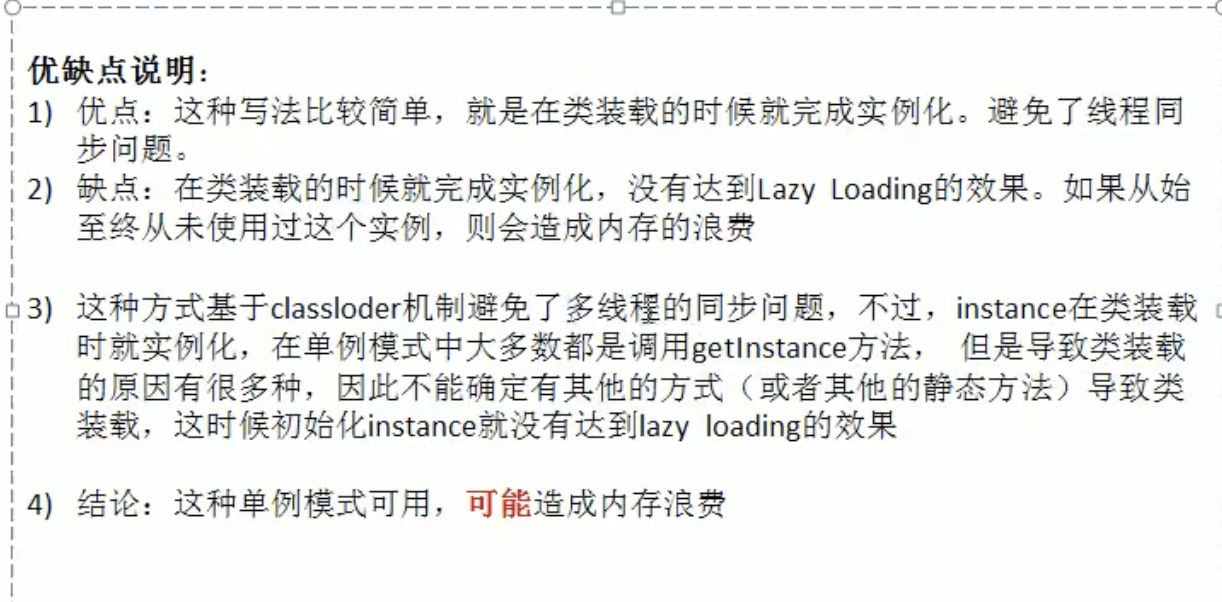 优缺点说明：
1) 优点：这种写法比较简单，就是在类装载的时候就完成实例化。避免了线程同
步问题。
2) 缺点：在类装载的时候就完成实例化，没有达到Lazy Loading的效果。如果从始
至终从未使用过这个实例，则会造成内存的浪费
3) 这种方式基于classloder机制避免了多线程的同步问题，不过，instance在类装载
时就实例化，在单例模式中大多数都是调用getInstance方法， 但是导致类装载
的原因有很多种，因此不能确定有其他的方式（或者其他的静态方法）导致类
装载，这时候初始化instance就没有达到lazy loading的效果
4) 结论：这种单例模式可用，可能造成内存浪费